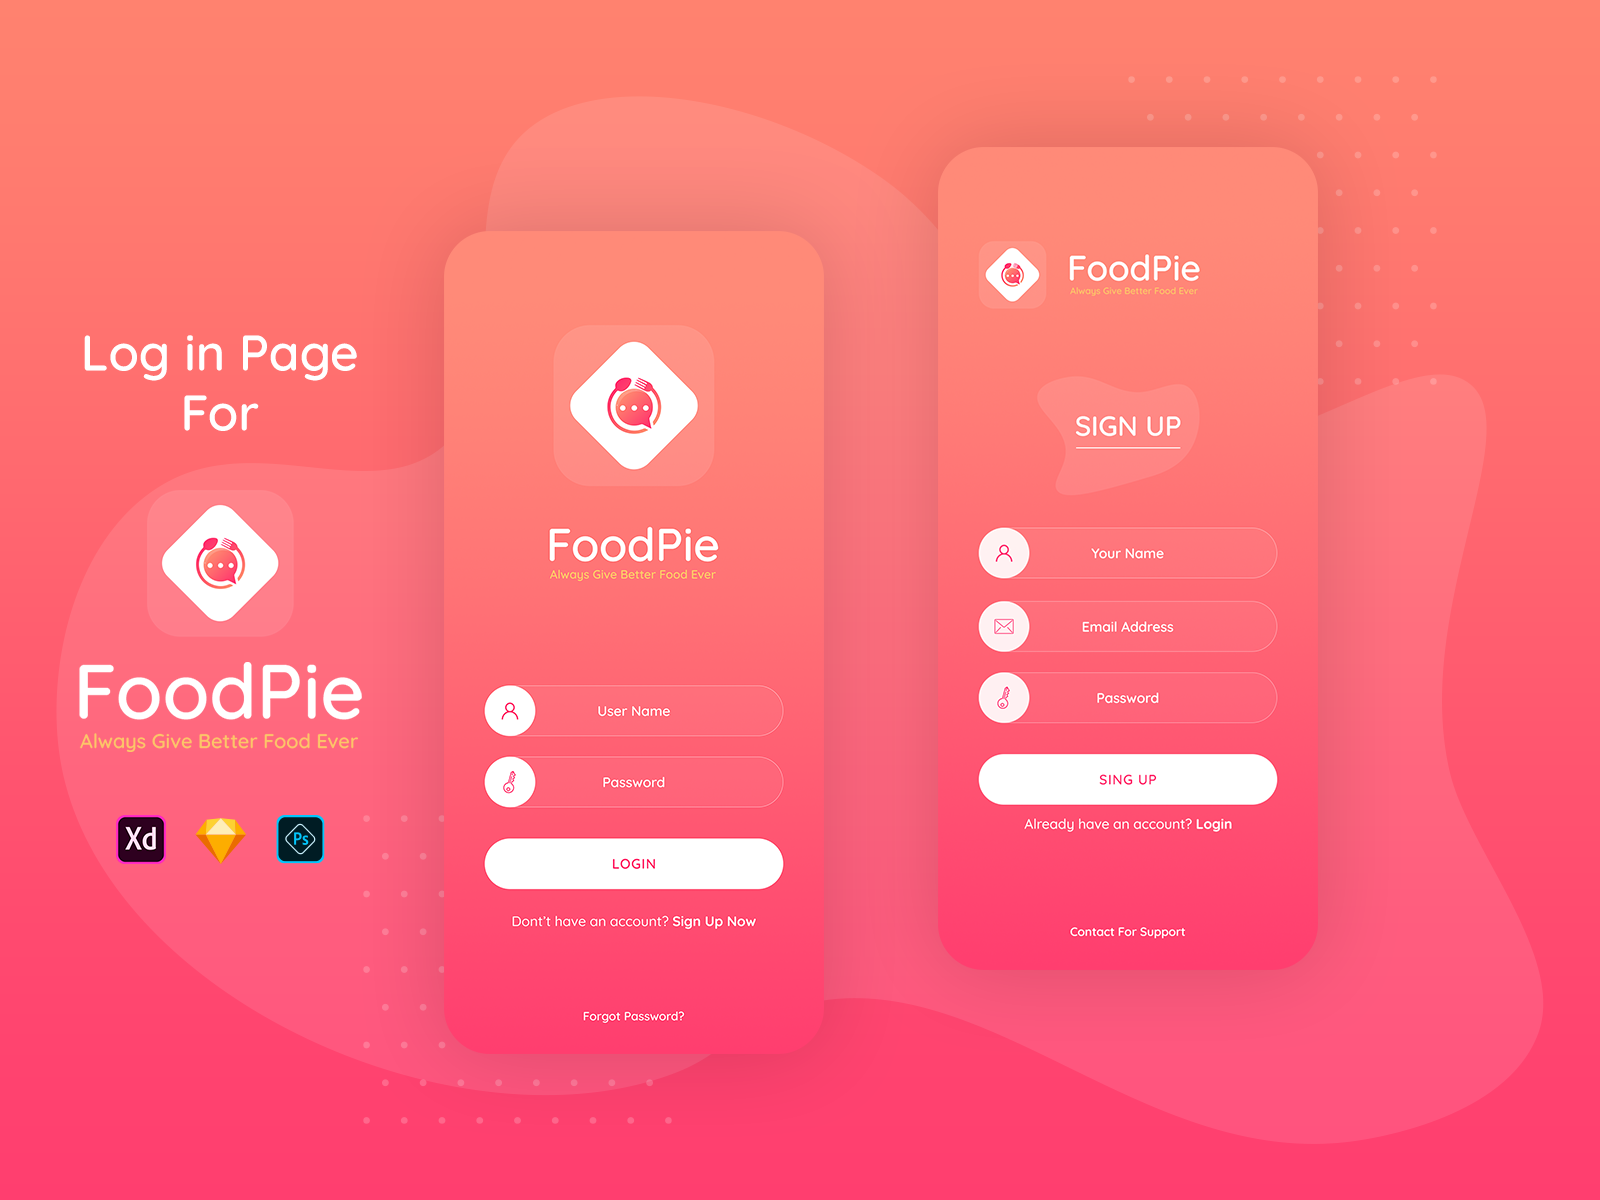 Log in Page
For
FoodPie
Always Give Better Food Ever
Xd
Ps
FoodPie
Always Give Better Food Ever
User Name
Password
LOGIN
Dont't have an account? Sign Up Now
Forgot Password?
FoodPie
Always Give Better Food Ever
SIGN UP
Your Name
Email Address
Password
SING UP
Already have an account? Login
Contact For Support